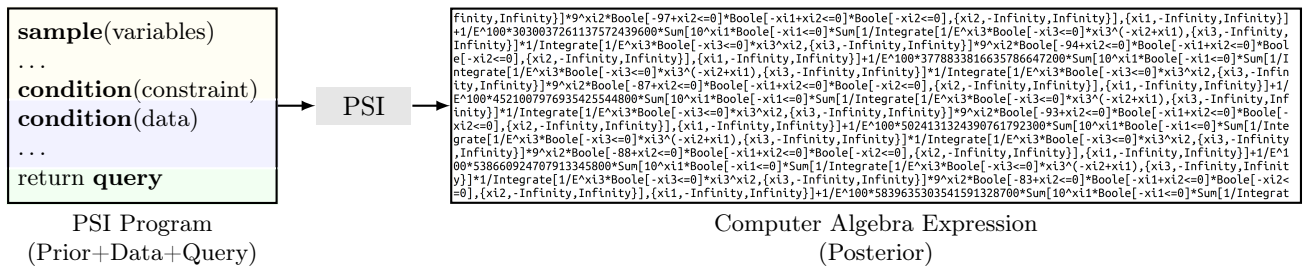 sample(variables)
...
condition(constraint)
condition(data)
...
return query
PSI Program
(Prior+Data+Query)
PSI
finity,Infinity}]*9^xi2*Boole[-97+xi2<=0]*Boole[-xi1+xi2<=0]*Boole[-xi2<=0],{xi2,-Infinity,Infinity}],{xi1,-Infinity,Infinity}]
+1/E^100*3030037261137572439600*Sum[10^xi1*Boole[-xi1<=0]*Sum[1/Integrate[1/E^xi3*Boole[-xi3<=0]*xi3^(-xi2+xi1),{xi3,-Infinity,
Infinity}]*1/Integrate[1/E^xi3*Boole[-xi3<=0]*xi3^xi2,{xi3,-Infinity,Infinity}]*9^xi2*Boole[-94+xi2<=0]*Boole[-xi1+xi2<=0]*Bool
e[-xi2<=0],{xi2,-Infinity,Infinity}],{xi1,-Infinity,Infinity}]+1/E^100*3778833816635786647200*Sum[10^xi1*Boole[-xi1<=0]*Sum[1/I
ntegrate[1/E^xi3*Boole[-xi3<=0]*xi3^(-xi2+xi1),{xi3,-Infinity,Infinity}]*1/Integrate[1/E^xi3*Boole[-xi3<=0]*xi3^xi2,{xi3,-Infin
ity,Infinity}]*9^xi2*Boole[-87+xi2<=0]*Boole[-xi1+xi2<=0]*Boole[-xi2<=0],{xi2,-Infinity,Infinity}],{xi1,-Infinity,Infinity}]+1/
E^100*4521007976935425544800*Sum[10^xi1*Boole[-xi1<=0]*Sum[1/Integrate[1/E^xi3*Boole[-xi3<=0]*xi3^(-xi2+xi1),{xi3,-Infinity,Inf
inity}]*1/Integrate[1/E^xi3*Boole[-xi3<=0]*xi3^xi2,{xi3,-Infinity,Infinity}]*9^xi2*Boole[-93+xi2<=0]*Boole[-xi1+xi2<=0]*Boole[-
xi2<=0],{xi2,-Infinity,Infinity}],{xi1,-Infinity,Infinity}]+1/E^100*5024131324390761792300*Sum[10^xi1*Boole[-xi1<=0]*Sum[1/Inte
grate[1/E^xi3*Boole[-xi3<=0]*xi3^(-xi2+xi1),{xi3,-Infinity,Infinity}]*1/Integrate[1/E^xi3*Boole[-xi3<=0]*xi3^xi2,{xi3,-Infinity
,Infinity}]*9^xi2*Boole[-88+xi2<=0]*Boole[-xi1+xi2<=0]*Boole[-xi2<=0],{xi2,-Infinity,Infinity}],{xi1,-Infinity,Infinity}]+1/E^1
00*5386609247079133 45800*Sum[10^xi1*Boole[-xi1<=0]*Sum[1/Integrate[1/E^xi3*Boole[-xi3<=0]*xi3^(-xi2+xi1),{xi3,-Infinity,Infinit
y}]*1/Integrate[1/E^xi3*Boole[-xi3<=0]*xi3^xi2,{xi3,-Infinity,Infinity}]*9^xi2*Boole[-83+xi2<=0]*Boole[-xi1+xi2<=0]*Boole[-xi2<
=0],{xi2,-Infinity,Infinity}],{xi1,-Infinity,Infinity}]+1/E^100*5839635303541591328700*Sum[10^xi1*Boole[-xi1<=0]*Sum[1/Integrat
Computer Algebra Expression
(Posterior)